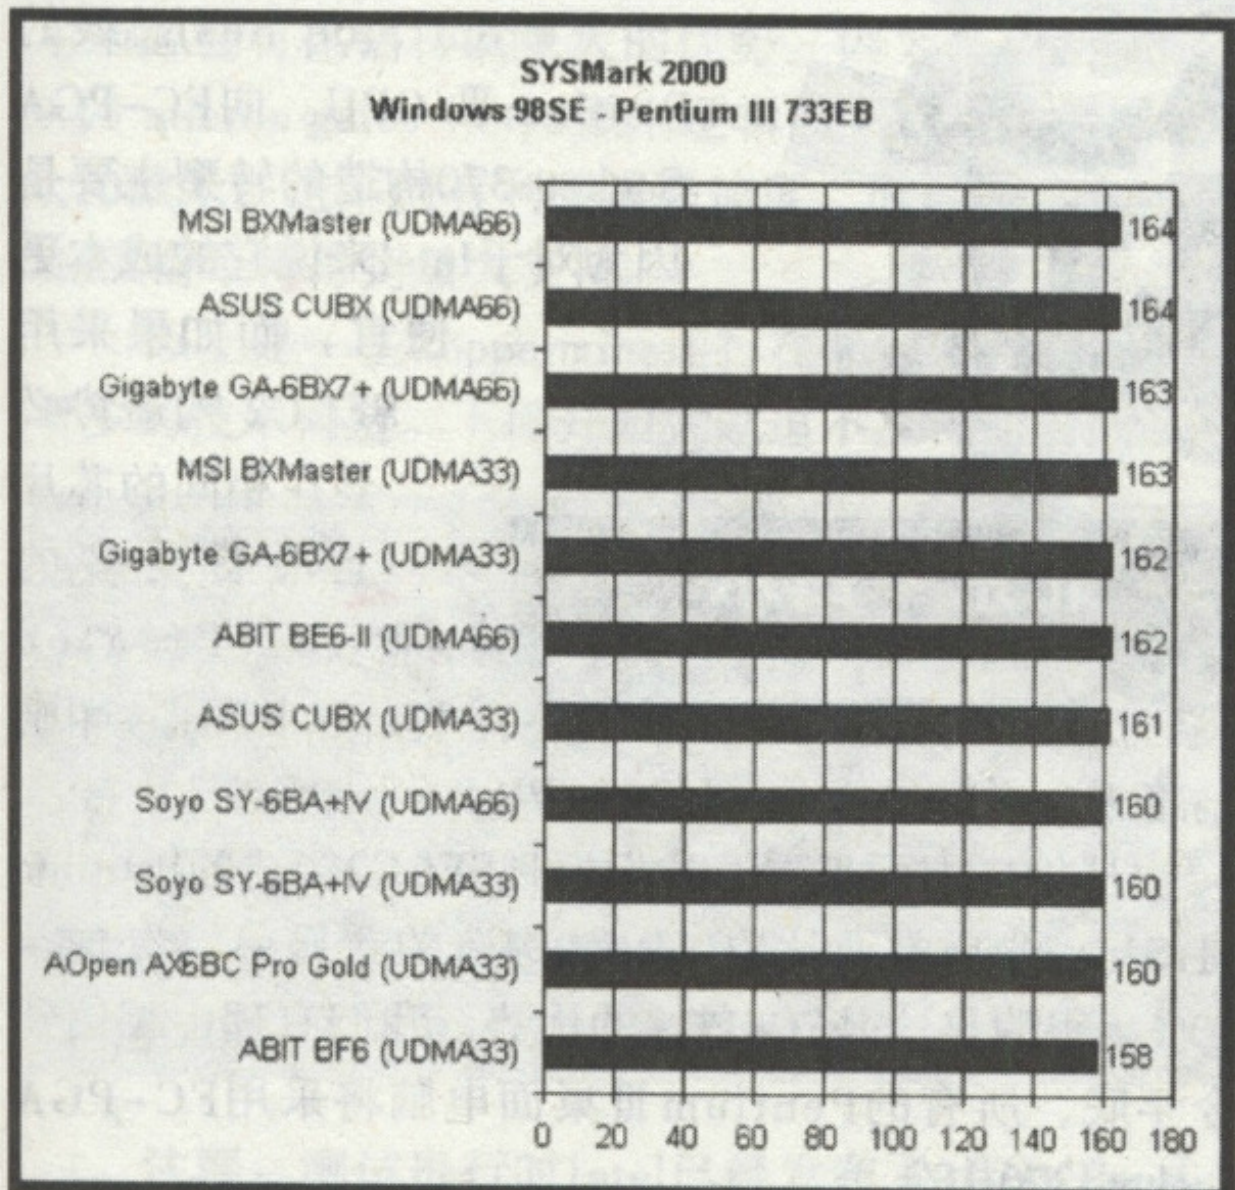 SYSMark 2000
Windows 98SE - Pentium III 733EB
MSI BXMaster (UDMA66) 164
ASUS CUBX (UDMA66) 164
Gigabyte GA-6BX7+ (UDMA66) 163
MSI BXMaster (UDMA33) 163
Gigabyte GA-6BX7+ (UDMA33) 162
ABIT BE6-II (UDMA66) 162
ASUS CUBX (UDMA33) 161
Soyo SY-6BA+IV (UDMA66) 160
Soyo SY-6BA+IV (UDMA33) 160
AOpen AX6BC Pro Gold (UDMA33) 160
ABIT BF6 (UDMA33) 158
0 20 40 60 80 100 120 140 160 180